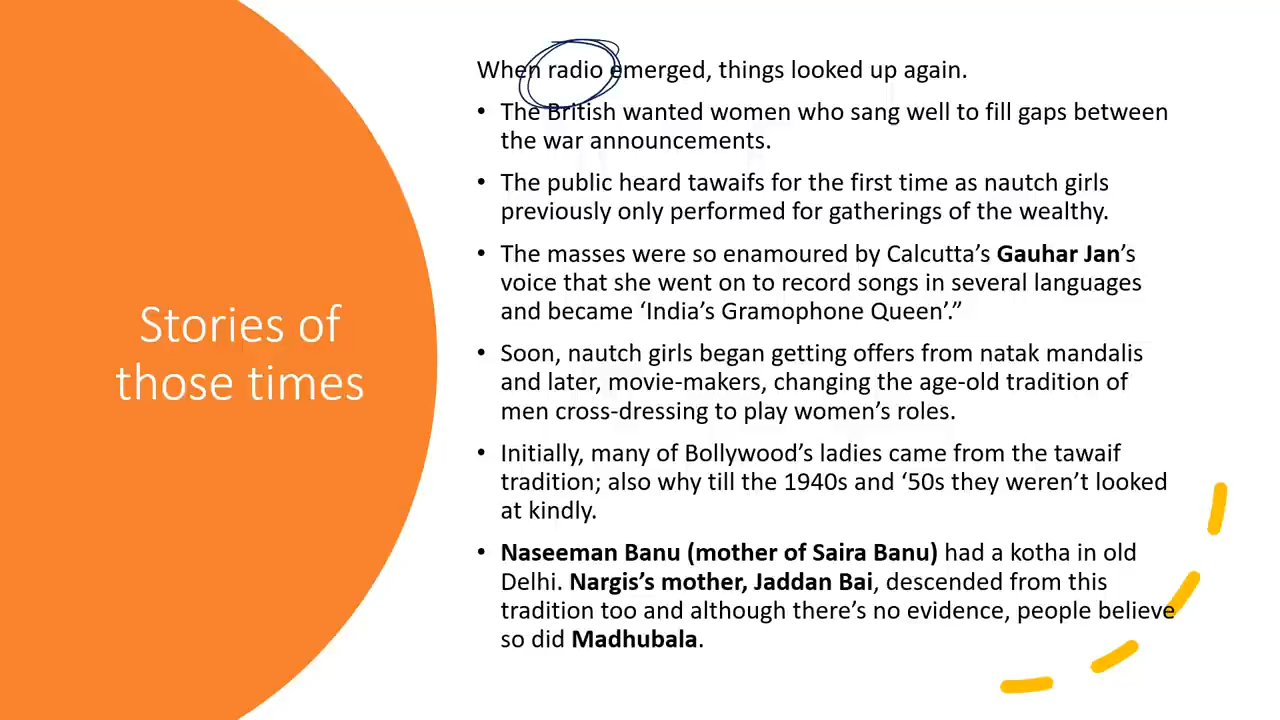 Stories of
those times
When radio emerged, things looked up again.
• The British wanted women who sang well to fill gaps between
the war announcements.
• The public heard tawaifs for the first time as nautch girls
previously only performed for gatherings of the wealthy.
• The masses were so enamoured by Calcutta’s Gauhar Jan’s
voice that she went on to record songs in several languages
and became ‘India’s Gramophone Queen’.”
• Soon, nautch girls began getting offers from natak mandalis
and later, movie-makers, changing the age-old tradition of
men cross-dressing to play women’s roles.
• Initially, many of Bollywood’s ladies came from the tawaif
tradition; also why till the 1940s and ‘50s they weren’t looked
at kindly.
• Naseeman Banu (mother of Saira Banu) had a kotha in old
Delhi. Nargis’s mother, Jaddan Bai, descended from this
tradition too and although there’s no evidence, people believe
so did Madhubala.